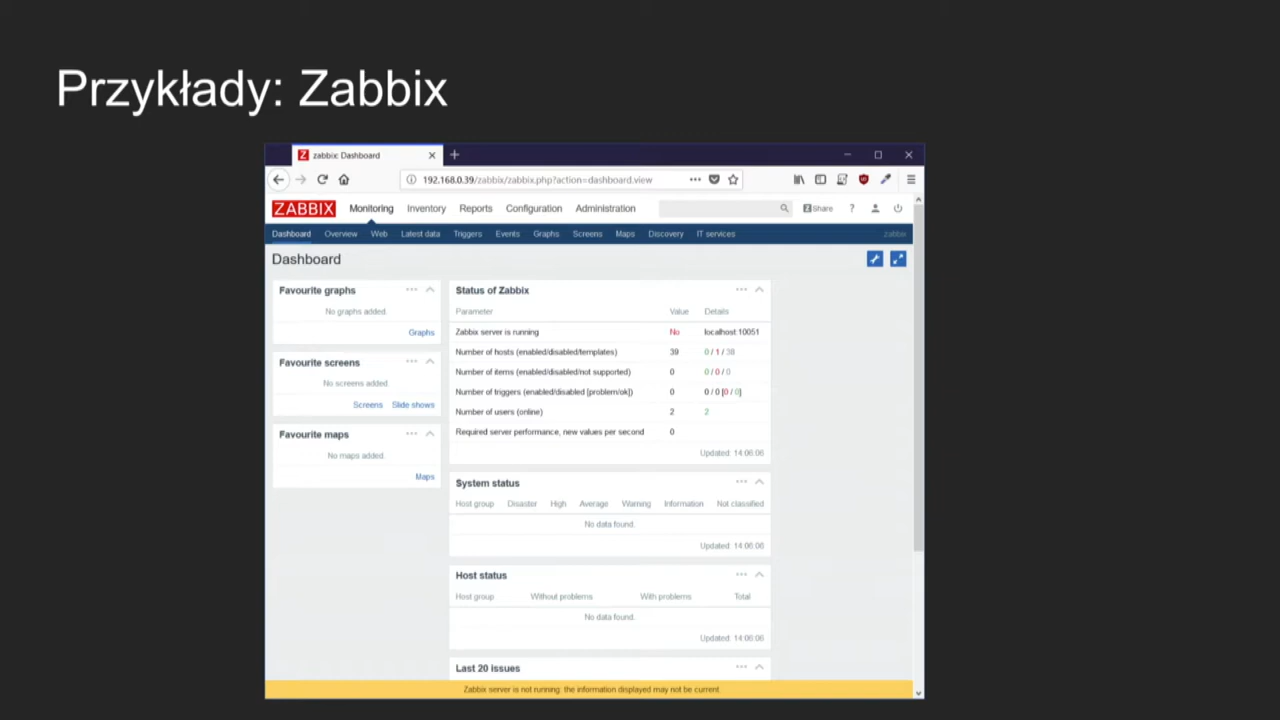 Przykłady: Zabbix
zabbix: Dashboard
192.168.0.39/zabbix/zabbix.php?action=dashboard.view
ZABBIX Monitoring Inventory Reports Configuration Administration Share ?
Dashboard Overview Web Latest data Triggers Events Graphs Screens Maps Discovery IT services zabbix
Dashboard
Favourite graphs
No graphs added.
Graphs
Favourite screens
No screens added.
Screens Slide shows
Favourite maps
No maps added.
Maps
Status of Zabbix
Parameter Value Details
Zabbix server is running No localhost:10051
Number of hosts (enabled/disabled/templates) 39 0 / 1 / 38
Number of items (enabled/disabled/not supported) 0 0 / 0 / 0
Number of triggers (enabled/disabled [problem/ok]) 0 0 / 0 [0 / 0]
Number of users (online) 2 2
Required server performance, new values per second 0
Updated: 14:06:06
System status
Host group Disaster High Average Warning Information Not classified
No data found.
Updated: 14:06:06
Host status
Host group Without problems With problems Total
No data found.
Updated: 14:06:06
Last 20 issues
Zabbix server is not running: the information displayed may not be current.